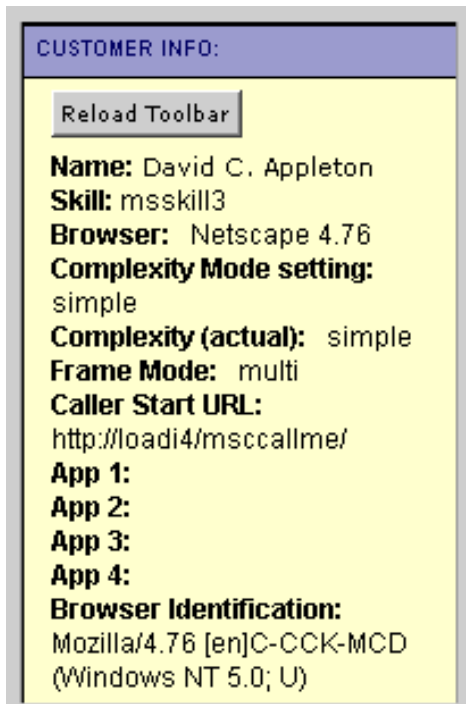 CUSTOMER INFO:
Reload Toolbar
Name: David C. Appleton
Skill: msskill3
Browser: Netscape 4.76
Complexity Mode setting:
simple
Complexity (actual): simple
Frame Mode: multi
Caller Start URL:
http://loadi4/msccallme/
App 1:
App 2:
App 3:
App 4:
Browser Identification:
Mozilla/4.76 [en]C-CCK-MCD
(Windows NT 5.0; U)